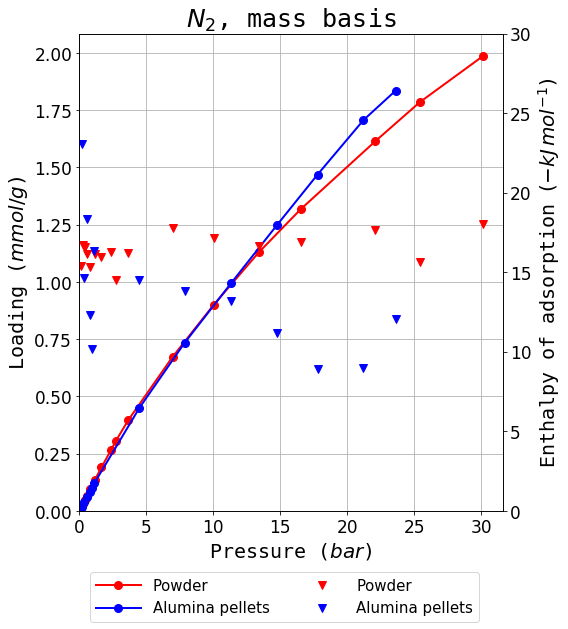 N₂, mass basis
Loading (mmol/g)
2.00
1.75
1.50
1.25
1.00
0.75
0.50
0.25
0.00
0 5 10 15 20 25 30
Pressure (bar)
30
25
20
15
10
5
0
Enthalpy of adsorption (−kJ mol⁻¹)
Powder Powder
Alumina pellets Alumina pellets